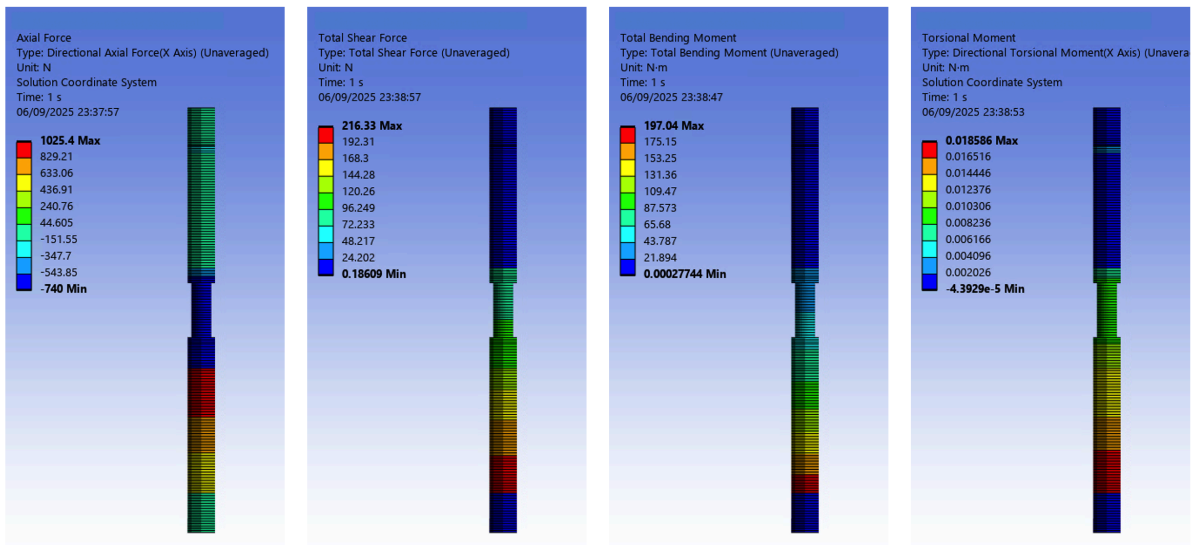 Axial Force
Type: Directional Axial Force(X Axis) (Unaveraged)
Unit: N
Solution Coordinate System
Time: 1 s
06/09/2025 23:37:57
1025.4 Max
829.21
633.06
436.91
240.76
44.605
-151.55
-347.7
-543.85
-740 Min
Total Shear Force
Type: Total Shear Force (Unaveraged)
Unit: N
Time: 1 s
06/09/2025 23:38:57
216.33 Max
192.31
168.3
144.28
120.26
96.249
72.233
48.217
24.202
0.18609 Min
Total Bending Moment
Type: Total Bending Moment (Unaveraged)
Unit: N·m
Time: 1 s
06/09/2025 23:38:47
197.04 Max
175.15
153.25
131.36
109.47
87.573
65.68
43.787
21.894
0.00027744 Min
Torsional Moment
Type: Directional Torsional Moment(X Axis) (Unavera
Unit: N·m
Solution Coordinate System
Time: 1 s
06/09/2025 23:38:53
0.018586 Max
0.016516
0.014446
0.012376
0.010306
0.008236
0.006166
0.004096
0.002026
-4.3929e-5 Min